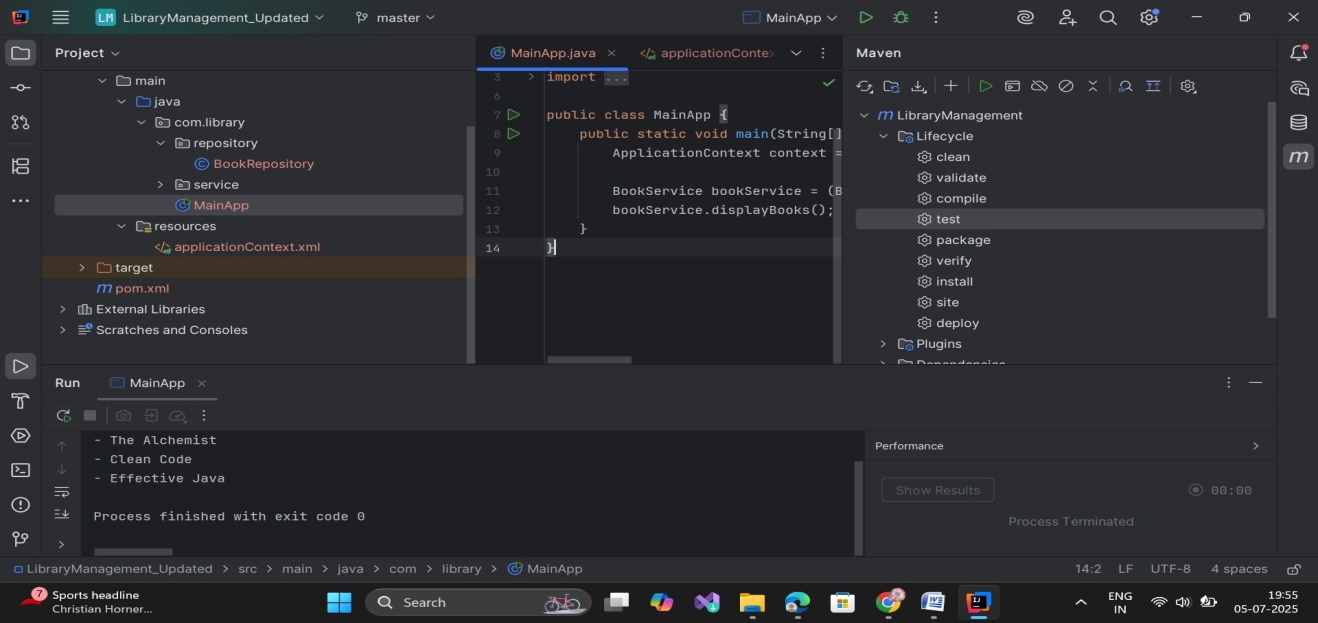 LM LibraryManagement_Updated master MainApp
Project
main
java
com.library
repository
BookRepository
service
MainApp
resources
applicationContext.xml
target
pom.xml
External Libraries
Scratches and Consoles
MainApp.java applicationContex
3 import ...
6
7 public class MainApp {
8 public static void main(String[]
9 ApplicationContext context =
10
11 BookService bookService = (B
12 bookService.displayBooks();
13 }
14 }
Maven
LibraryManagement
Lifecycle
clean
validate
compile
test
package
verify
install
site
deploy
Plugins
Dependencies
Run MainApp
- The Alchemist
- Clean Code
- Effective Java
Process finished with exit code 0
Performance
Show Results 00:00
Process Terminated
LibraryManagement_Updated > src > main > java > com > library > MainApp 14:2 LF UTF-8 4 spaces
7
Sports headline
Christian Horner...
Search
ENG
IN
19:55
05-07-2025